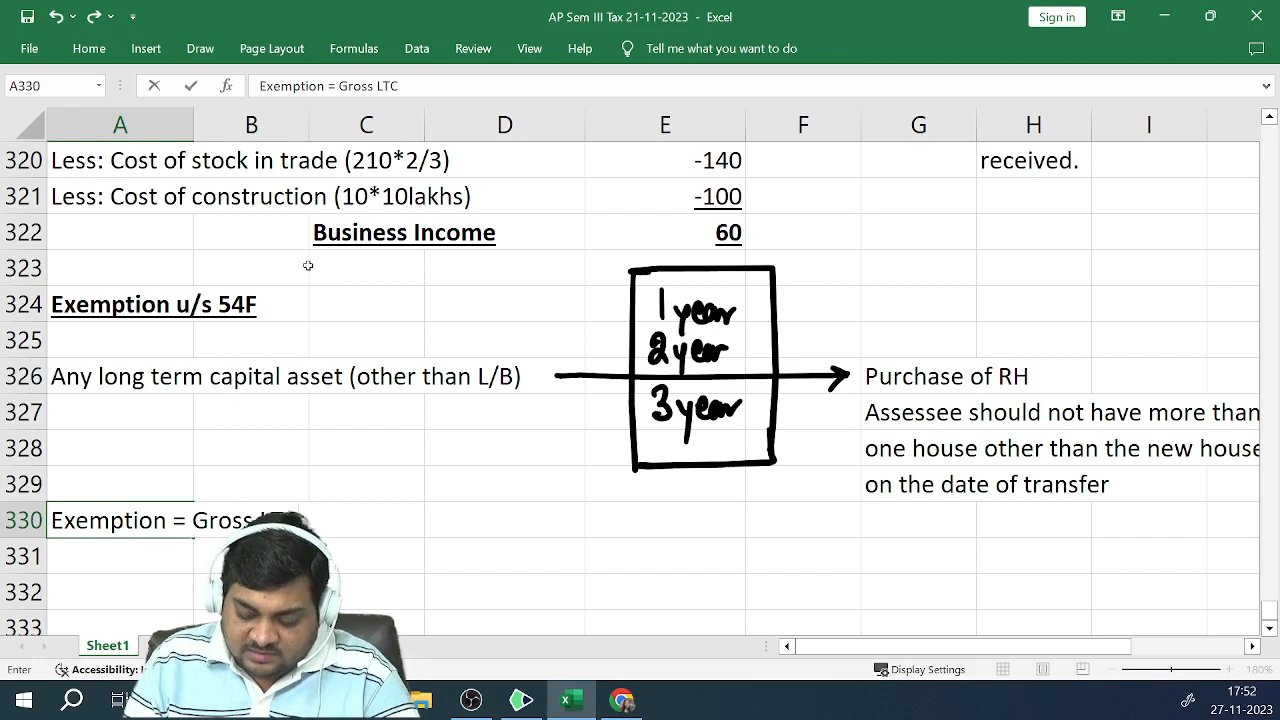 AP Sem III Tax 21-11-2023 - Excel
Sign in
File Home Insert Draw Page Layout Formulas Data Review View Help Tell me what you want to do
A330 fx Exemption = Gross LTC
A B C D E F G H I
320 Less: Cost of stock in trade (210*2/3) -140 received.
321 Less: Cost of construction (10*10lakhs) -100
322 Business Income 60
323
324 Exemption u/s 54F 1 year
325 2 year
326 Any long term capital asset (other than L/B) Purchase of RH
327 3 year Assessee should not have more than
328 one house other than the new house
329 on the date of transfer
330 Exemption = Gross
331
332
333
Sheet1
Enter Accessibility: Display Settings 180%
17:52
27-11-2023